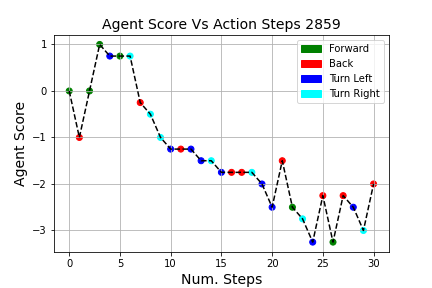 Agent Score Vs Action Steps 2859
Forward
Back
Turn Left
Turn Right
Agent Score
1
0
−1
−2
−3
0 5 10 15 20 25 30
Num. Steps